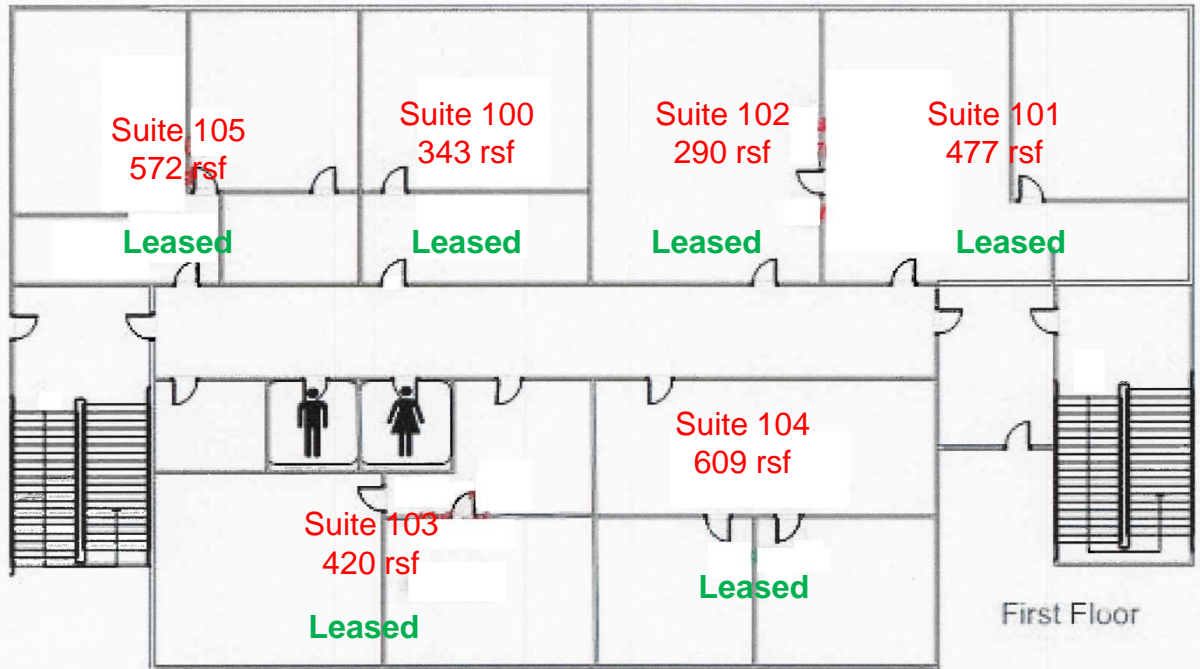 Suite 105
572 rsf
Leased
Suite 100
343 rsf
Leased
Suite 102
290 rsf
Leased
Suite 101
477 rsf
Leased
Suite 104
609 rsf
Leased
Suite 103
420 rsf
Leased
First Floor